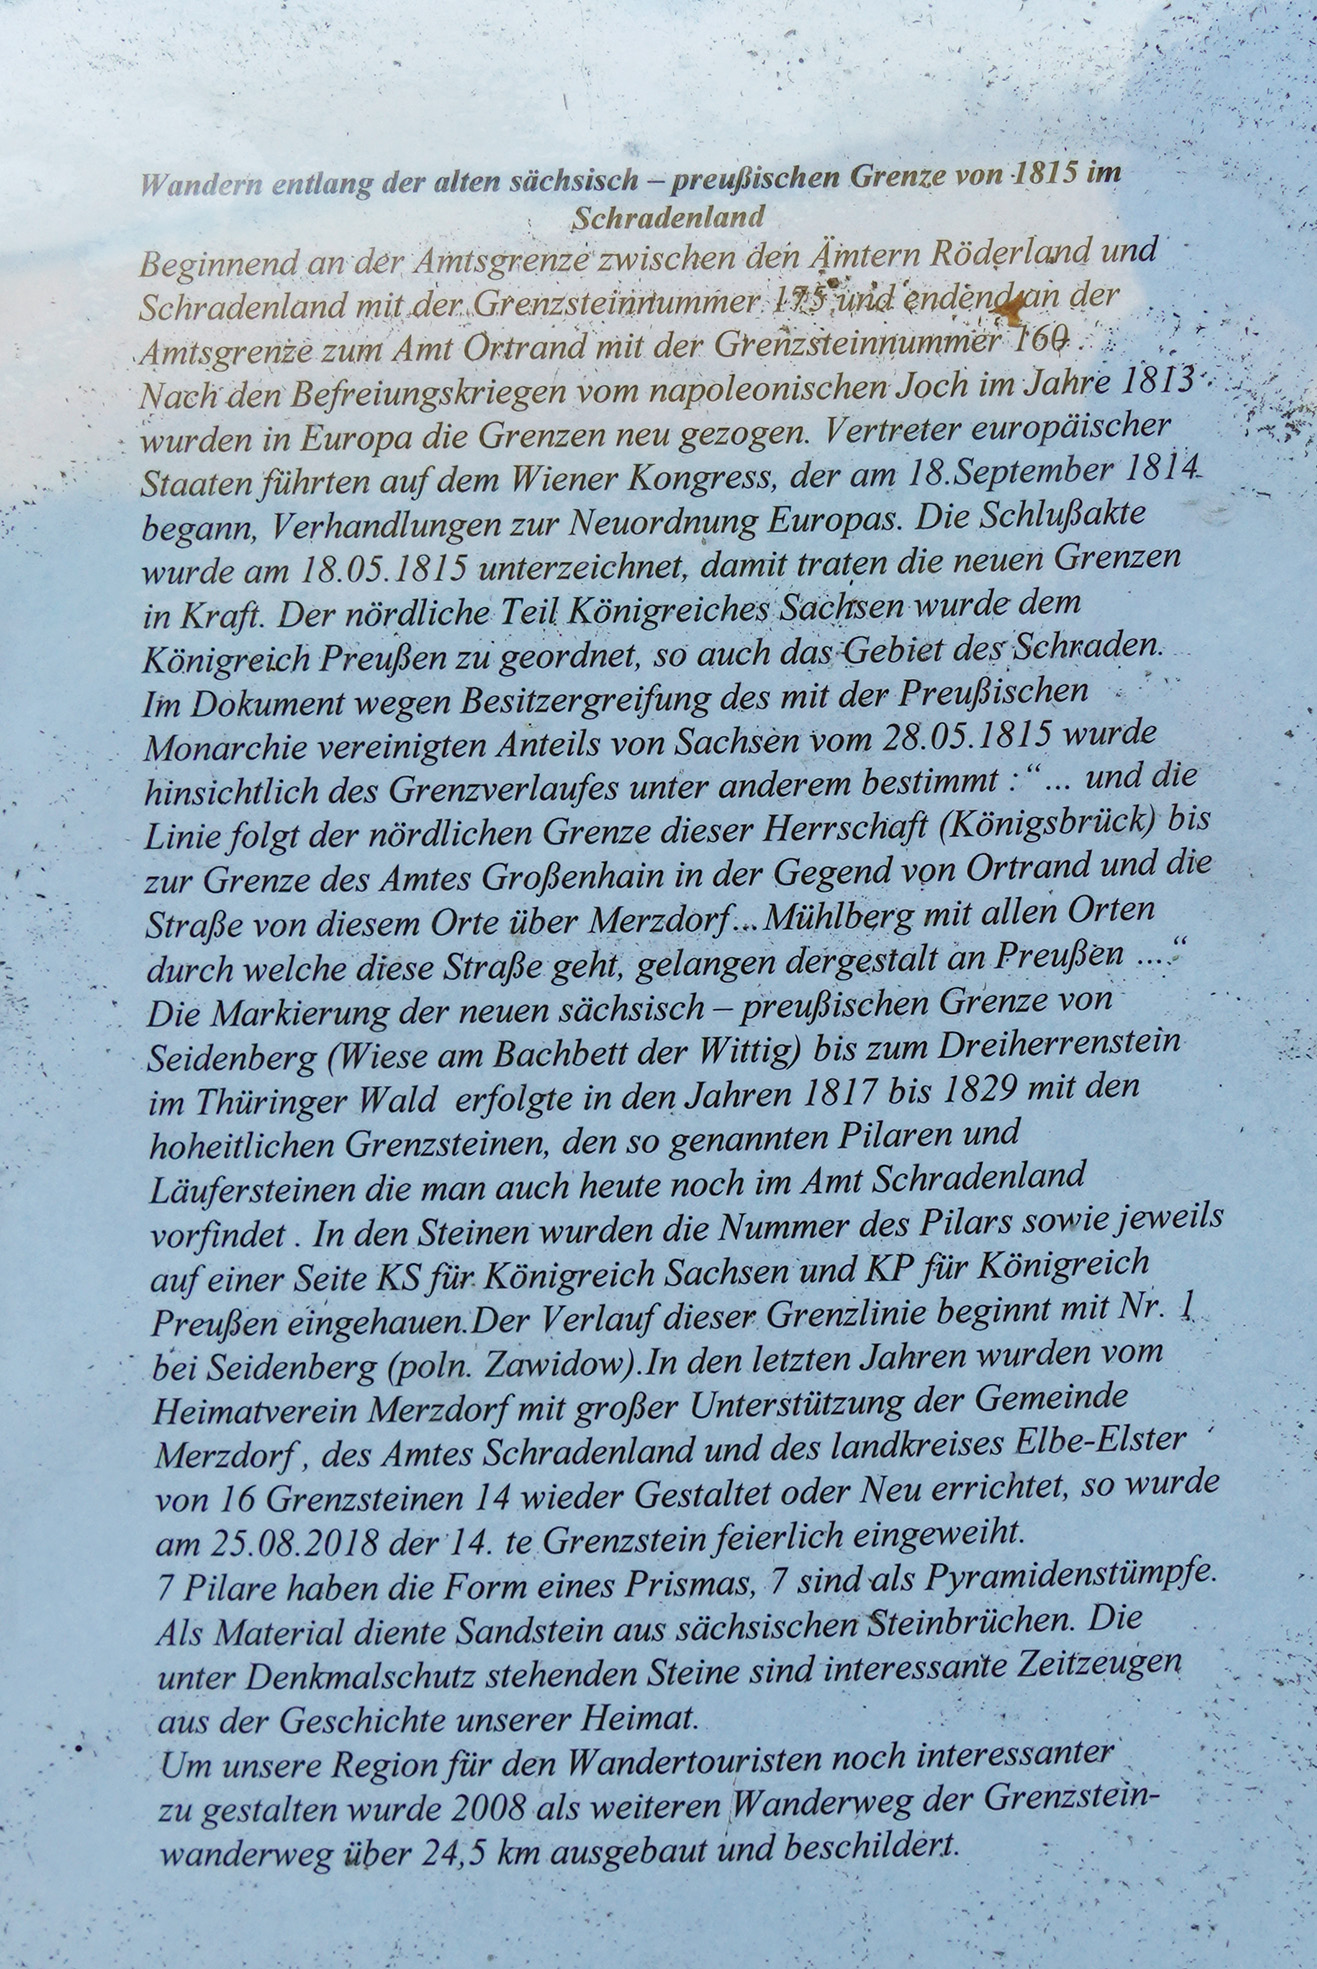 Wandern entlang der alten sächsisch – preußischen Grenze von 1815 im
Schradenland
Beginnend an der Amtsgrenze zwischen den Ämtern Röderland und
Schradenland mit der Grenzsteinnummer 175 und endend an der
Amtsgrenze zum Amt Ortrand mit der Grenzsteinnummer 160.
Nach den Befreiungskriegen vom napoleonischen Joch im Jahre 1813
wurden in Europa die Grenzen neu gezogen. Vertreter europäischer
Staaten führten auf dem Wiener Kongress, der am 18.September 1814
begann, Verhandlungen zur Neuordnung Europas. Die Schlußakte
wurde am 18.05.1815 unterzeichnet, damit traten die neuen Grenzen
in Kraft. Der nördliche Teil Königreiches Sachsen wurde dem
Königreich Preußen zu geordnet, so auch das Gebiet des Schraden.
Im Dokument wegen Besitzergreifung des mit der Preußischen
Monarchie vereinigten Anteils von Sachsen vom 28.05.1815 wurde
hinsichtlich des Grenzverlaufes unter anderem bestimmt :“... und die
Linie folgt der nördlichen Grenze dieser Herrschaft (Königsbrück) bis
zur Grenze des Amtes Großenhain in der Gegend von Ortrand und die
Straße von diesem Orte über Merzdorf... Mühlberg mit allen Orten
durch welche diese Straße geht, gelangen dergestalt an Preußen ....“
Die Markierung der neuen sächsisch – preußischen Grenze von
Seidenberg (Wiese am Bachbett der Wittig) bis zum Dreiherrenstein
im Thüringer Wald erfolgte in den Jahren 1817 bis 1829 mit den
hoheitlichen Grenzsteinen, den so genannten Pilaren und
Läufersteinen die man auch heute noch im Amt Schradenland
vorfindet . In den Steinen wurden die Nummer des Pilars sowie jeweils
auf einer Seite KS für Königreich Sachsen und KP für Königreich
Preußen eingehauen.Der Verlauf dieser Grenzlinie beginnt mit Nr. 1
bei Seidenberg (poln. Zawidow).In den letzten Jahren wurden vom
Heimatverein Merzdorf mit großer Unterstützung der Gemeinde
Merzdorf , des Amtes Schradenland und des landkreises Elbe-Elster
von 16 Grenzsteinen 14 wieder Gestaltet oder Neu errichtet, so wurde
am 25.08.2018 der 14. te Grenzstein feierlich eingeweiht.
7 Pilare haben die Form eines Prismas, 7 sind als Pyramidenstümpfe.
Als Material diente Sandstein aus sächsischen Steinbrüchen. Die
unter Denkmalschutz stehenden Steine sind interessante Zeitzeugen
aus der Geschichte unserer Heimat.
Um unsere Region für den Wandertouristen noch interessanter
zu gestalten wurde 2008 als weiteren Wanderweg der Grenzstein-
wanderweg über 24,5 km ausgebaut und beschildert.